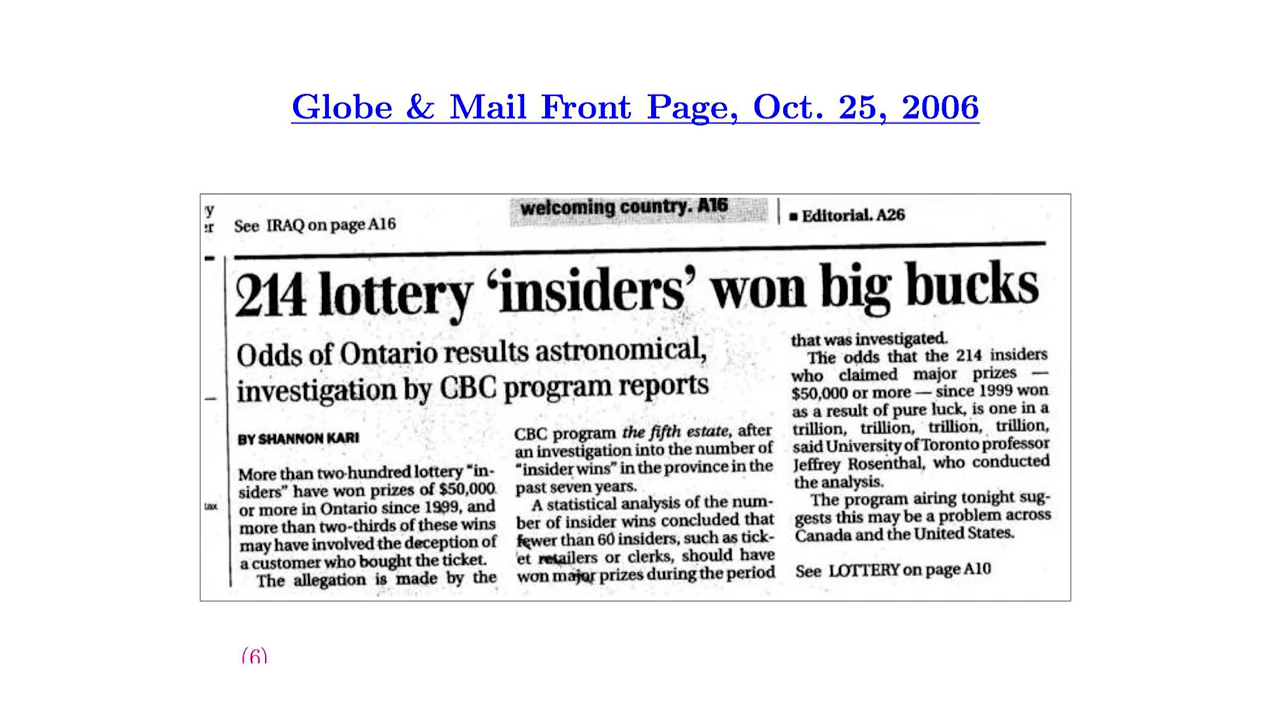 Globe & Mail Front Page, Oct. 25, 2006
y
er
See IRAQ on page A16
welcoming country. A16
■ Editorial. A26
214 lottery ‘insiders’ won big bucks
Odds of Ontario results astronomical,
investigation by CBC program reports
BY SHANNON KARI
More than two-hundred lottery “in-
siders” have won prizes of $50,000
or more in Ontario since 1999, and
more than two-thirds of these wins
may have involved the deception of
a customer who bought the ticket.
The allegation is made by the
CBC program the fifth estate, after
an investigation into the number of
“insider wins” in the province in the
past seven years.
A statistical analysis of the num-
ber of insider wins concluded that
fewer than 60 insiders, such as tick-
et retailers or clerks, should have
won major prizes during the period
that was investigated.
The odds that the 214 insiders
who claimed major prizes —
$50,000 or more — since 1999 won
as a result of pure luck, is one in a
trillion, trillion, trillion, trillion,
said University of Toronto professor
Jeffrey Rosenthal, who conducted
the analysis.
The program airing tonight sug-
gests this may be a problem across
Canada and the United States.
See LOTTERY on page A10
tax
(6)